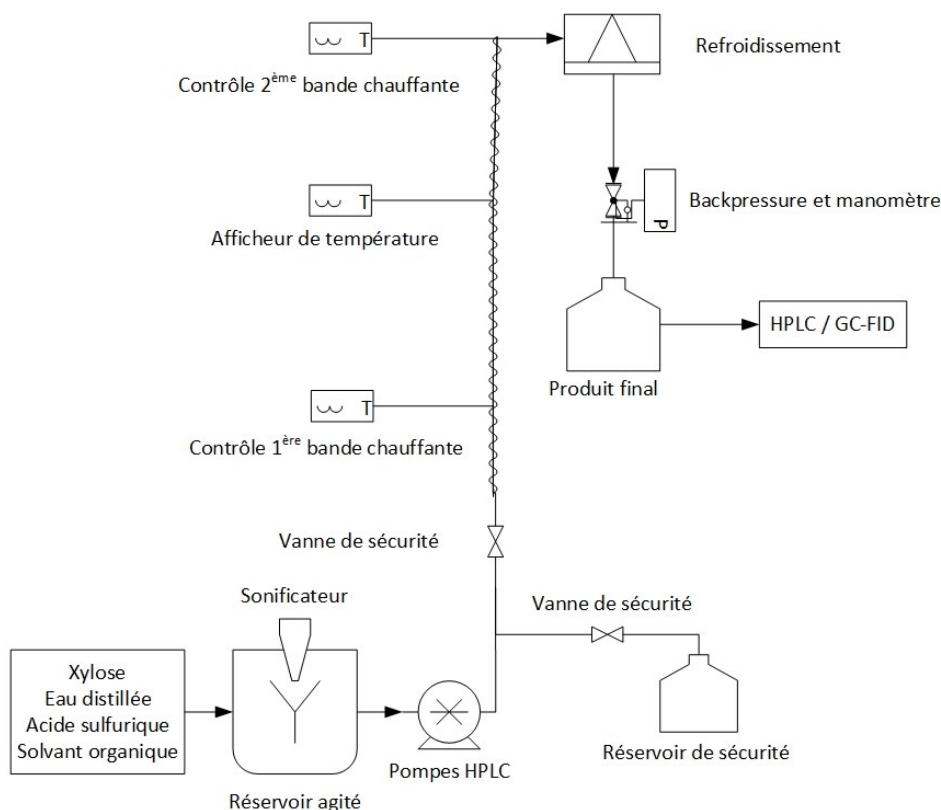 T
Contrôle 2ème bande chauffante
Refroidissement
T
Afficheur de température
Backpressure et manomètre
P
HPLC / GC-FID
Produit final
T
Contrôle 1ère bande chauffante
Vanne de sécurité
Sonificateur
Vanne de sécurité
Xylose
Eau distillée
Acide sulfurique
Solvant organique
Pompes HPLC
Réservoir de sécurité
Réservoir agité